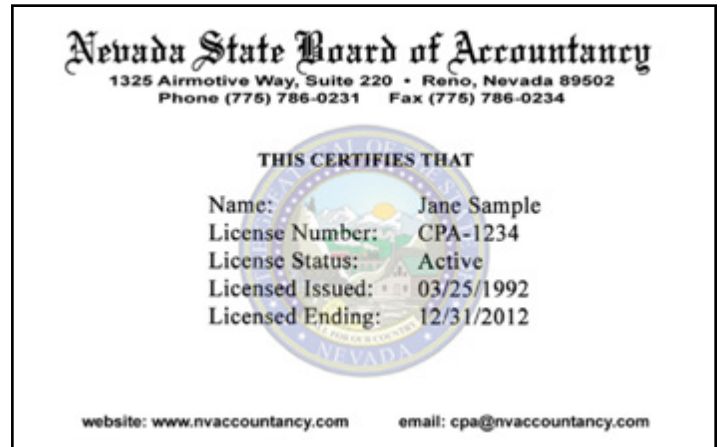 Nevada State Board of Accountancy
1325 Airmotive Way, Suite 220 • Reno, Nevada 89502
Phone (775) 786-0231 Fax (775) 786-0234
THIS CERTIFIES THAT
Name: Jane Sample
License Number: CPA-1234
License Status: Active
Licensed Issued: 03/25/1992
Licensed Ending: 12/31/2012
NEVADA
website: www.nvaccountancy.com email: cpa@nvaccountancy.com